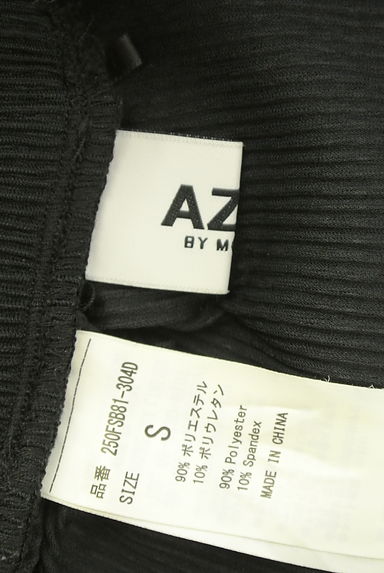 AZ
BY M
品番 250FSB81-304D
SIZE S
90% ポリエステル
10% ポリウレタン
90% Polyester
10% Spandex
MADE IN CHINA